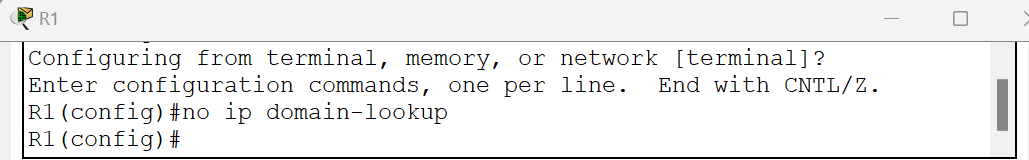 R1
Configuring from terminal, memory, or network [terminal]?
Enter configuration commands, one per line.  End with CNTL/Z.
R1(config)#no ip domain-lookup
R1(config)#